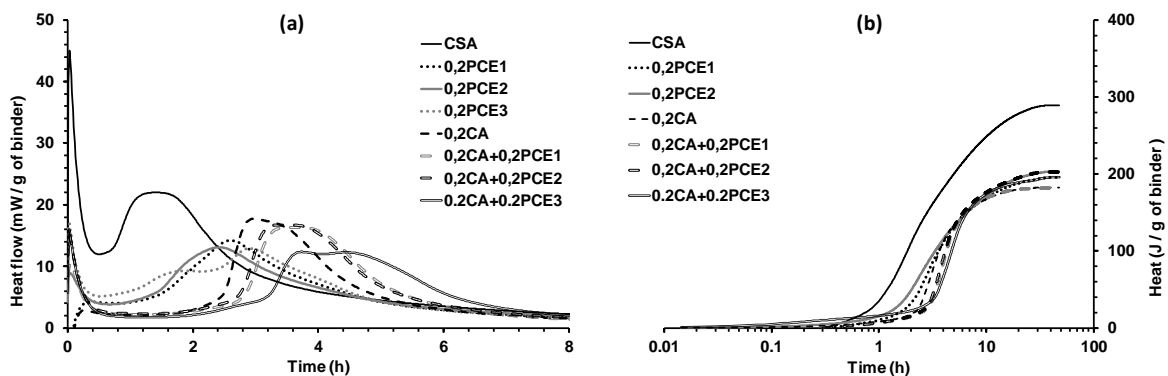 (a)
Heat flow (mW / g of binder)
50
40
30
20
10
0
0
2
4
6
8
Time (h)
CSA
0,2PCE1
0,2PCE2
0,2PCE3
0,2CA
0,2CA+0,2PCE1
0,2CA+0,2PCE2
0.2CA+0.2PCE3
(b)
CSA
0,2PCE1
0,2PCE2
0,2CA
0,2CA+0,2PCE1
0,2CA+0,2PCE2
0.2CA+0.2PCE3
400
300
200
100
0
Heat (J / g of binder)
0.01
0.1
1
10
100
Time (h)